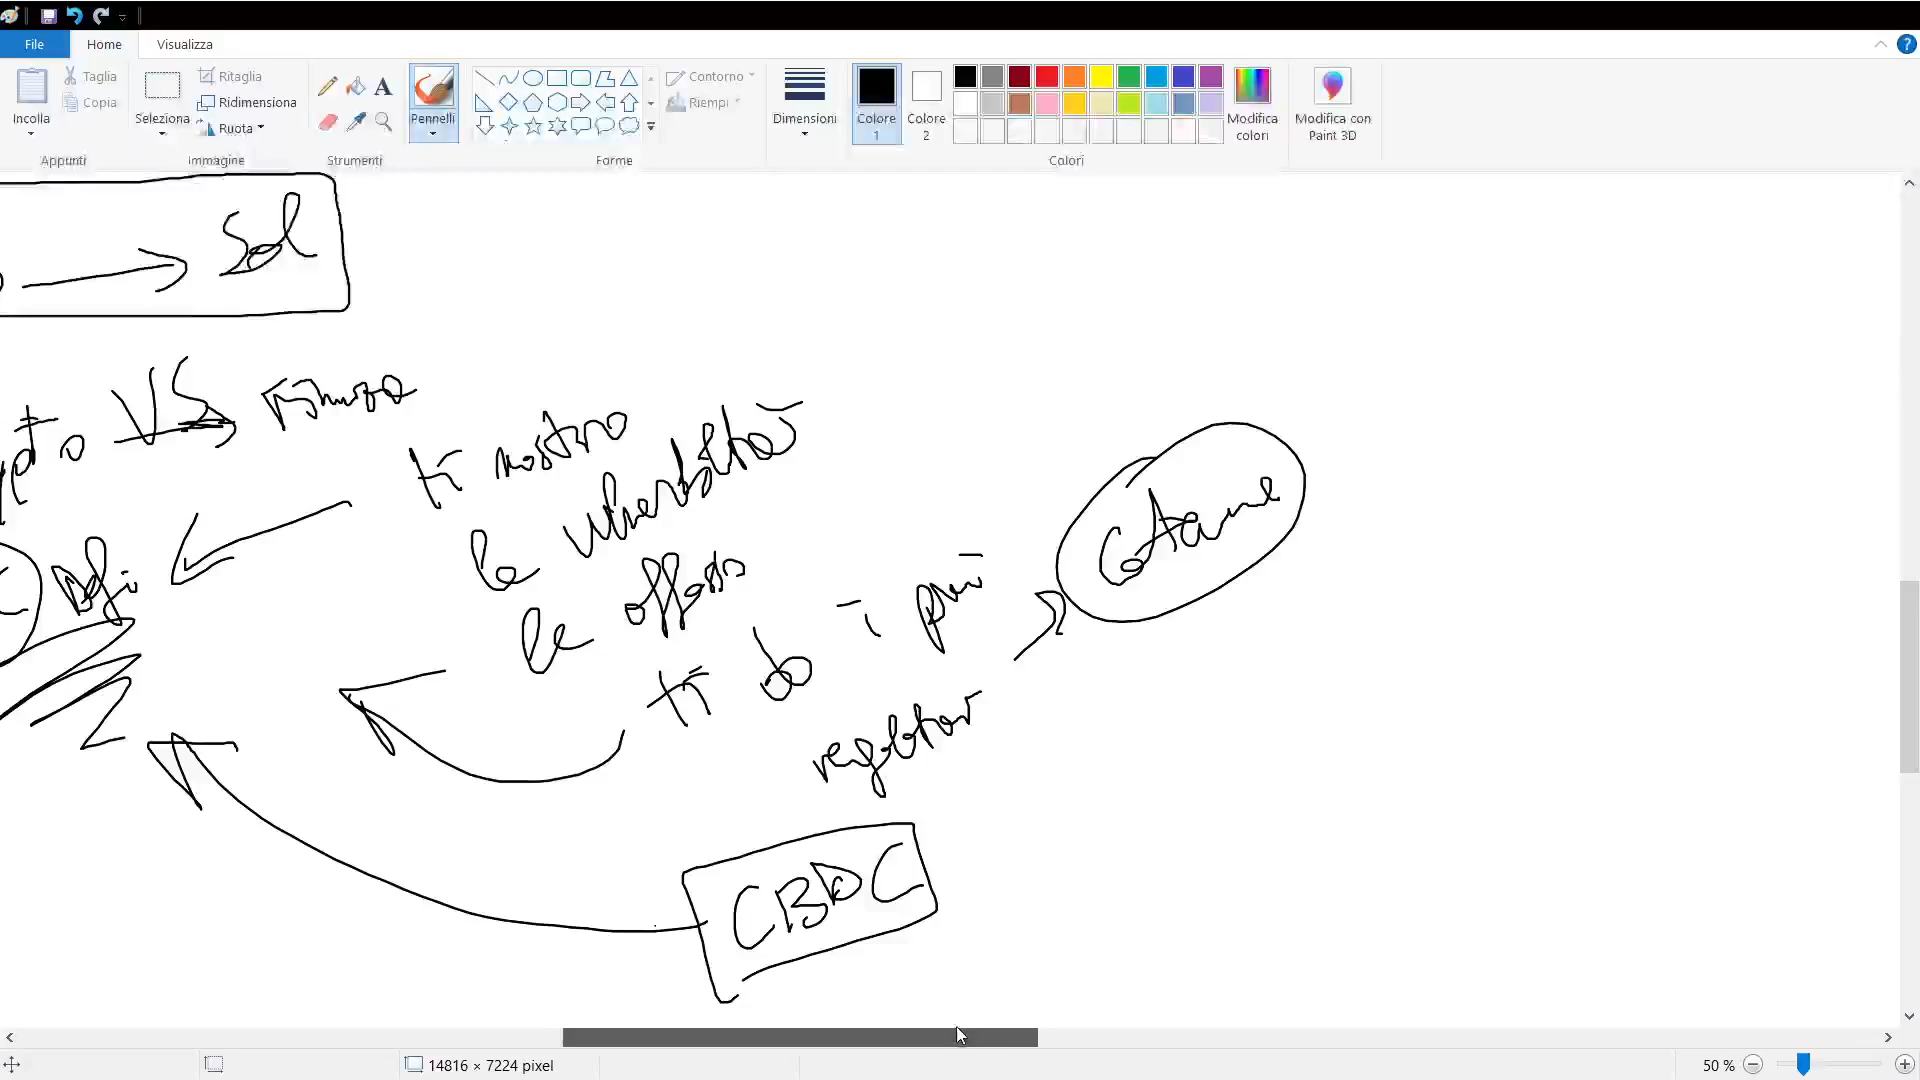 File Home Visualizza
Incolla
Taglia
Copia
Appunti
Seleziona
Ritaglia
Ridimensiona
Ruota
Immagine
Strumenti
Pennelli
Contorno
Riempi
Forme
Dimensioni
Colore 1
Colore 2
Modifica colori
Colori
Modifica con Paint 3D
Sol
VS
ti mostro
le vulnerabilità
Defi
le offerte
ti do i primi
CBDC
14816 × 7224 pixel
50 %